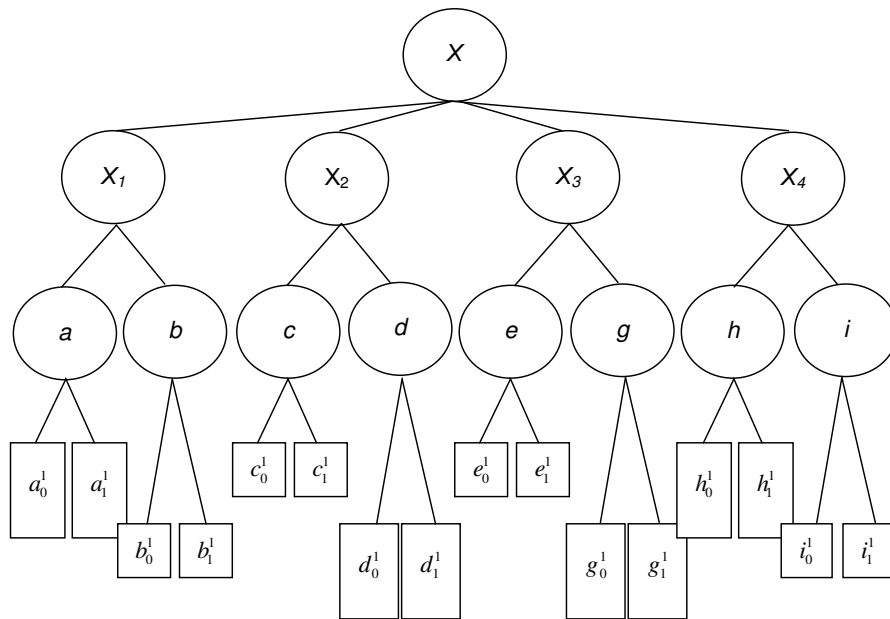 X
X₁ X₂ X₃ X₄
a b c d e g h i
a₀¹ a₁¹ c₀¹ c₁¹ e₀¹ e₁¹ h₀¹ h₁¹
b₀¹ b₁¹ d₀¹ d₁¹ g₀¹ g₁¹ i₀¹ i₁¹